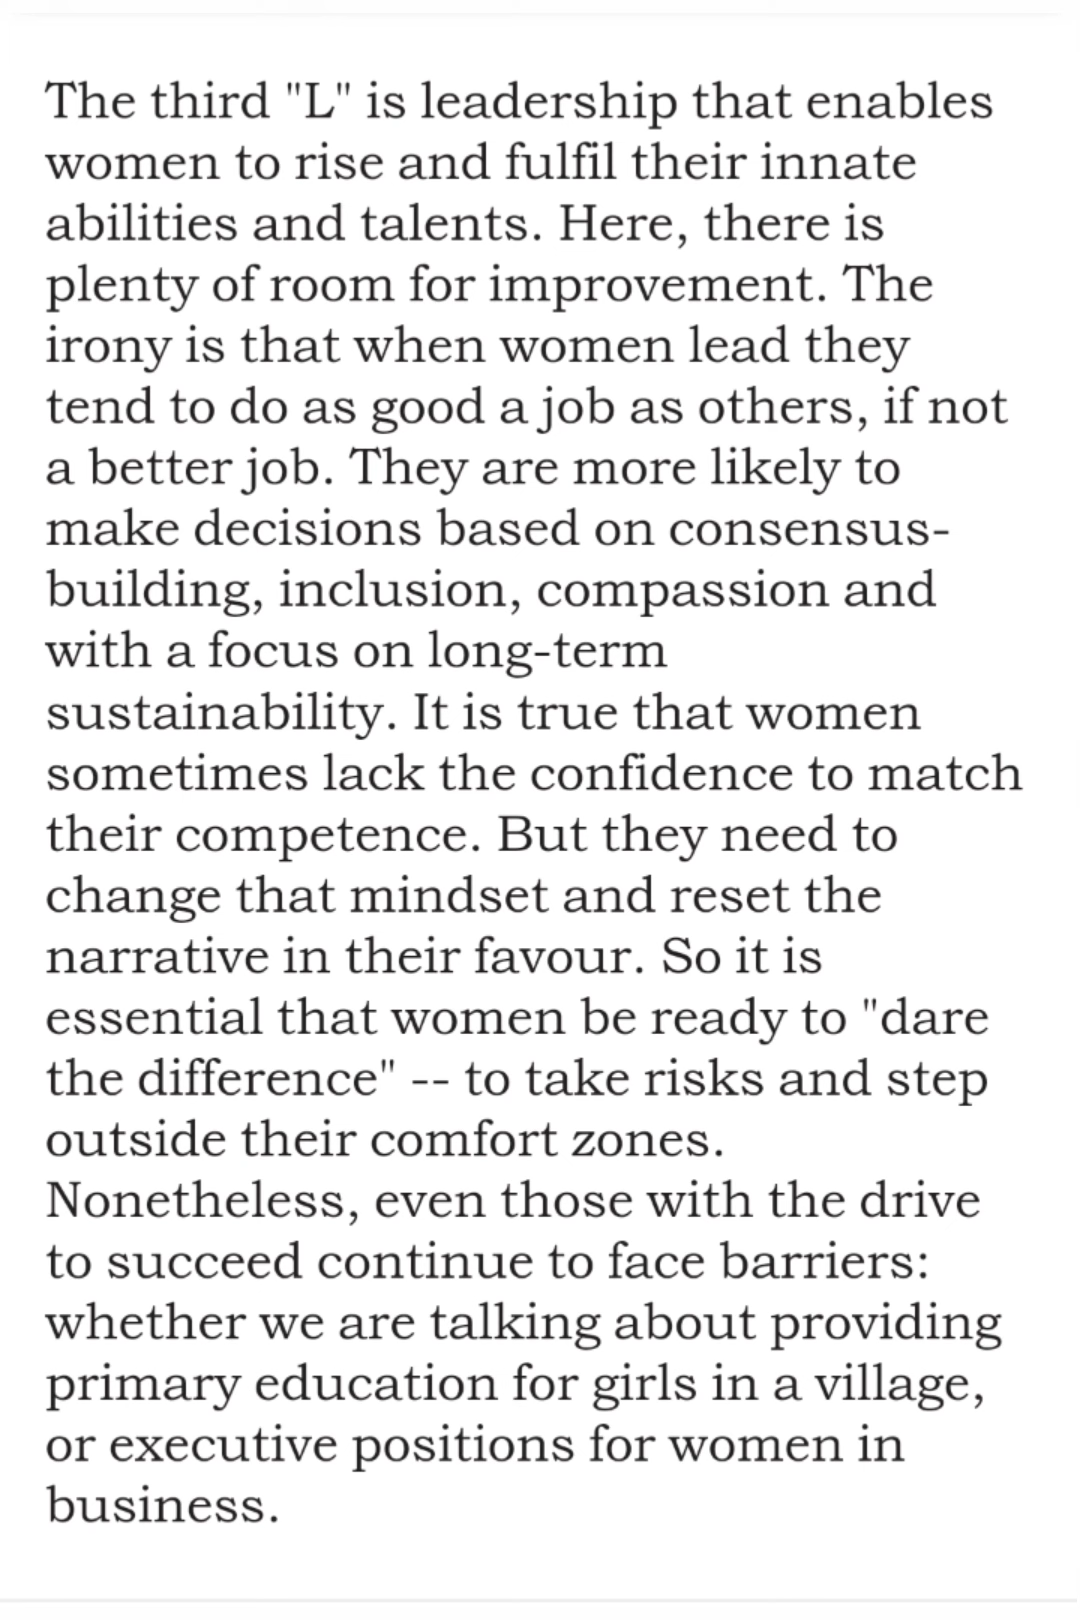 The third "L" is leadership that enables
women to rise and fulfil their innate
abilities and talents. Here, there is
plenty of room for improvement. The
irony is that when women lead they
tend to do as good a job as others, if not
a better job. They are more likely to
make decisions based on consensus-
building, inclusion, compassion and
with a focus on long-term
sustainability. It is true that women
sometimes lack the confidence to match
their competence. But they need to
change that mindset and reset the
narrative in their favour. So it is
essential that women be ready to "dare
the difference" -- to take risks and step
outside their comfort zones.
Nonetheless, even those with the drive
to succeed continue to face barriers:
whether we are talking about providing
primary education for girls in a village,
or executive positions for women in
business.